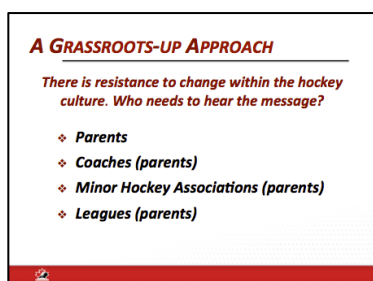 A GRASSROOTS-UP APPROACH
There is resistance to change within the hockey
culture. Who needs to hear the message?
❖ Parents
❖ Coaches (parents)
❖ Minor Hockey Associations (parents)
❖ Leagues (parents)